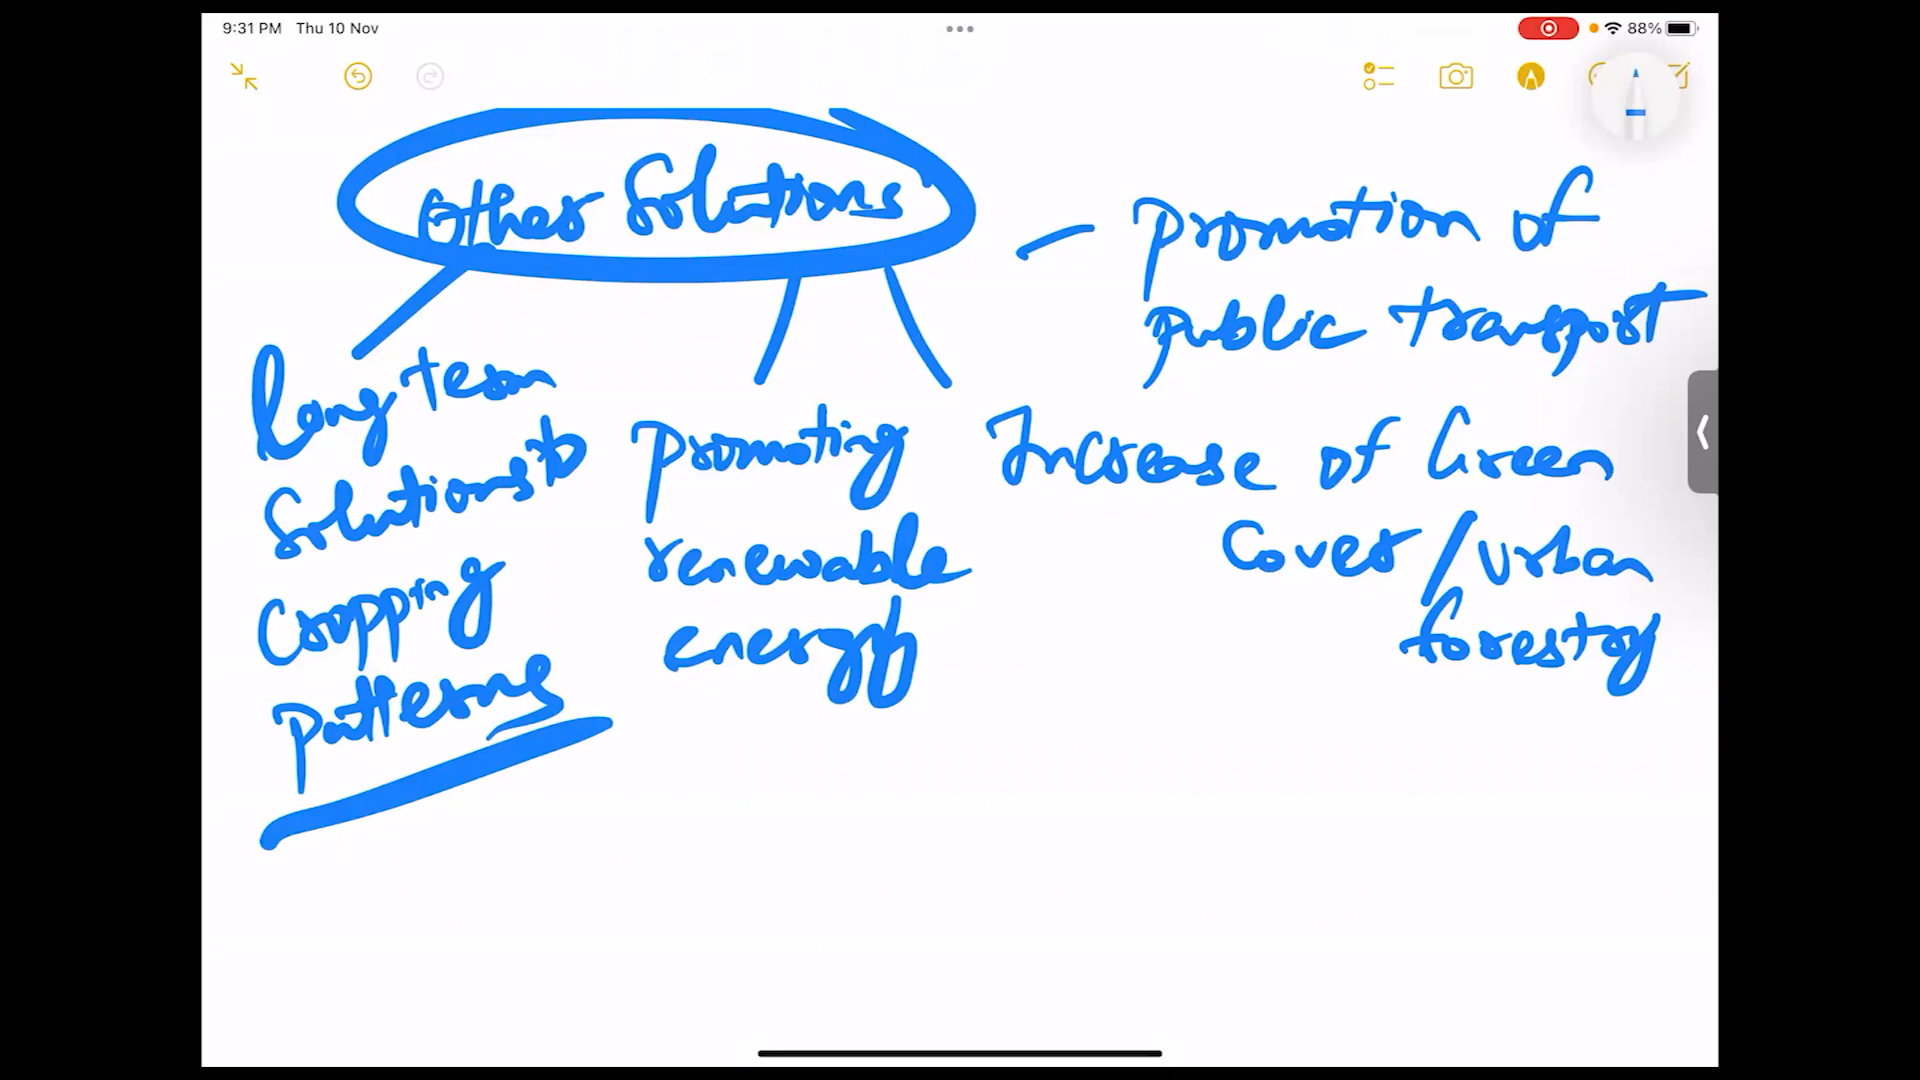 9:31 PM Thu 10 Nov
88%
Other Solutions
- promotion of
public transport
Long term
Solutions to
Cropping
patterns
promoting
renewable
energy
Increase of Green
Cover / urban
forestry